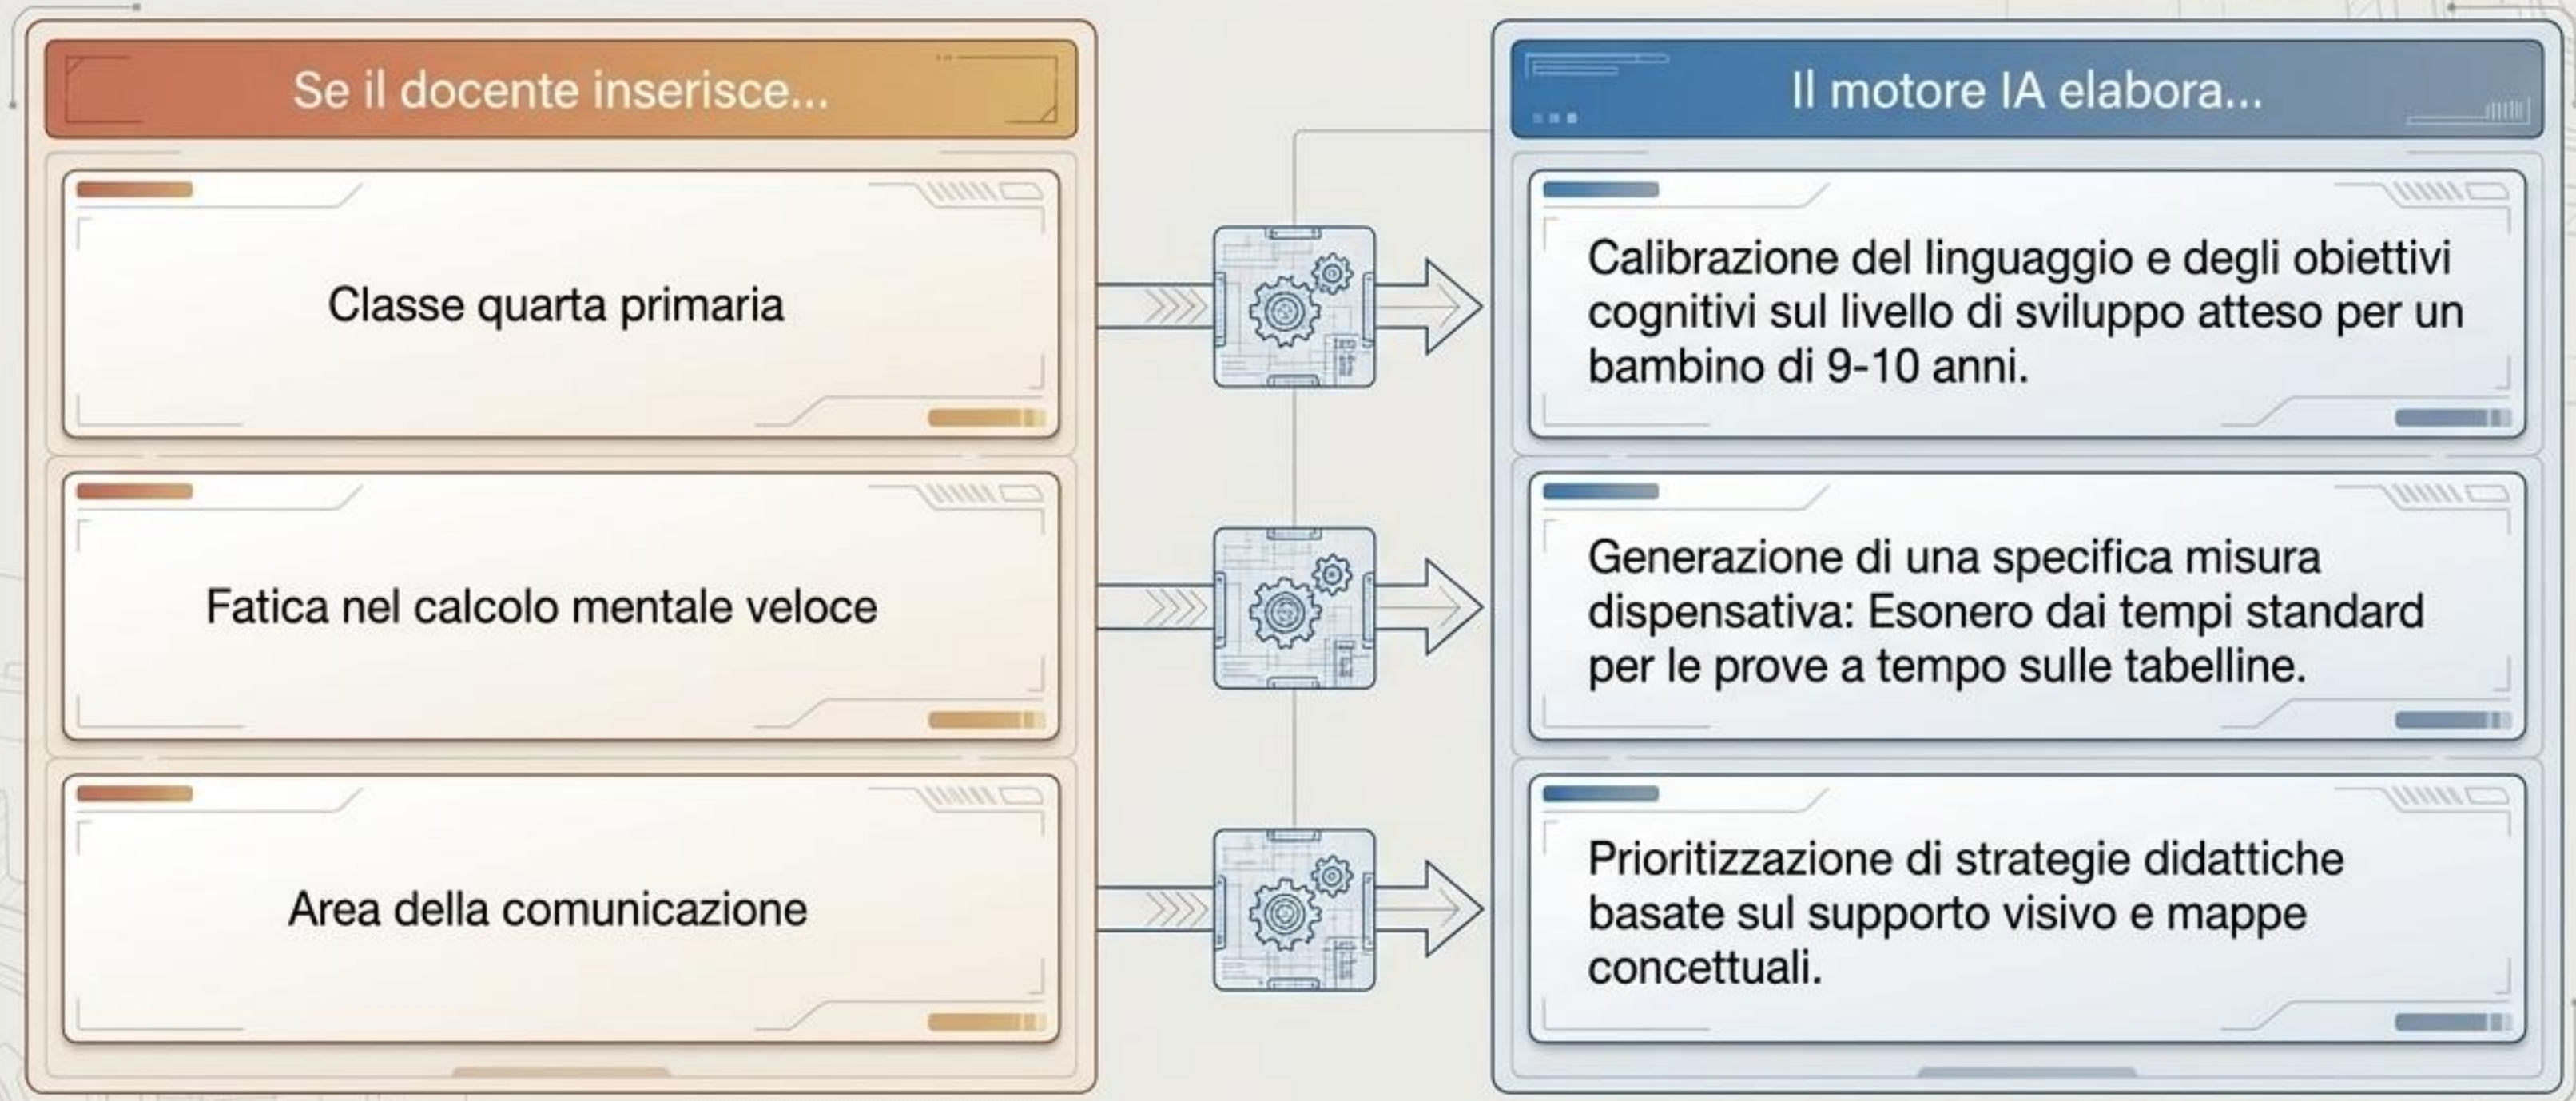 Se il docente inserisce...
Il motore IA elabora...
Classe quarta primaria
Calibrazione del linguaggio e degli obiettivi
cognitivi sul livello di sviluppo atteso per un
bambino di 9-10 anni.
Fatica nel calcolo mentale veloce
Generazione di una specifica misura
dispensativa: Esonero dai tempi standard
per le prove a tempo sulle tabelline.
Area della comunicazione
Prioritizzazione di strategie didattiche
basate sul supporto visivo e mappe
concettuali.